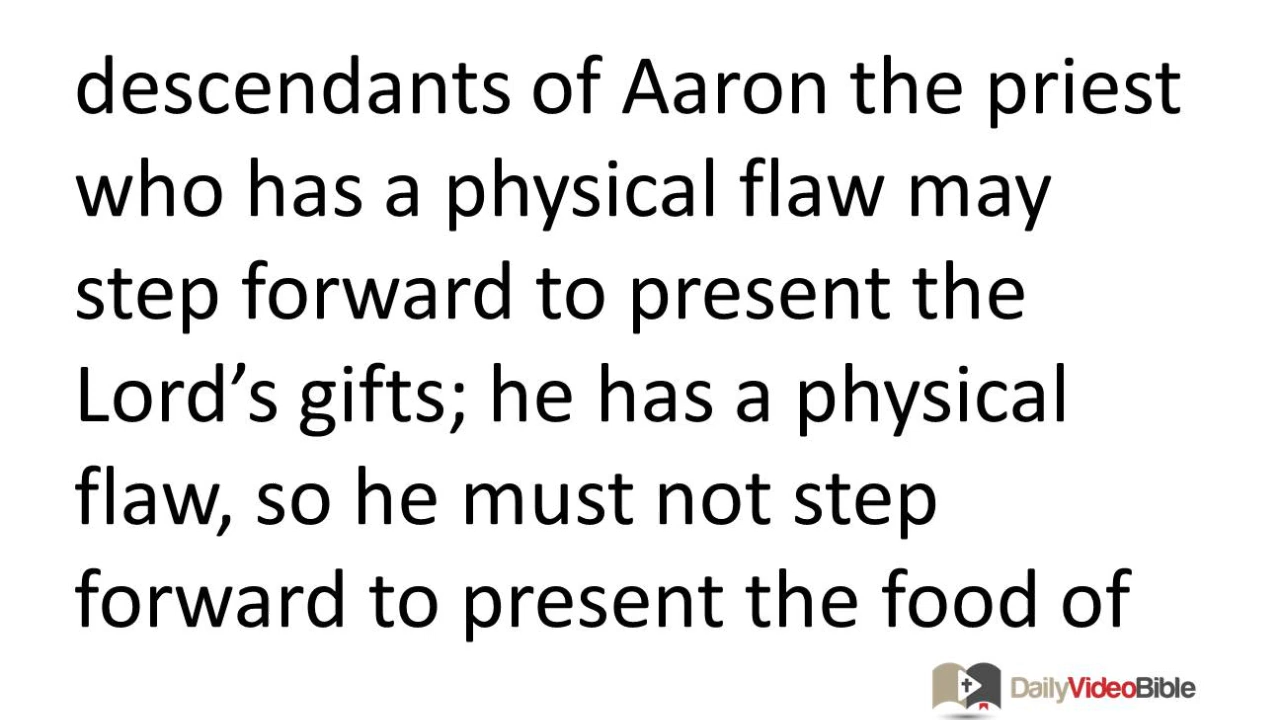 descendants of Aaron the priest
who has a physical flaw may
step forward to present the
Lord’s gifts; he has a physical
flaw, so he must not step
forward to present the food of
DailyVideoBible